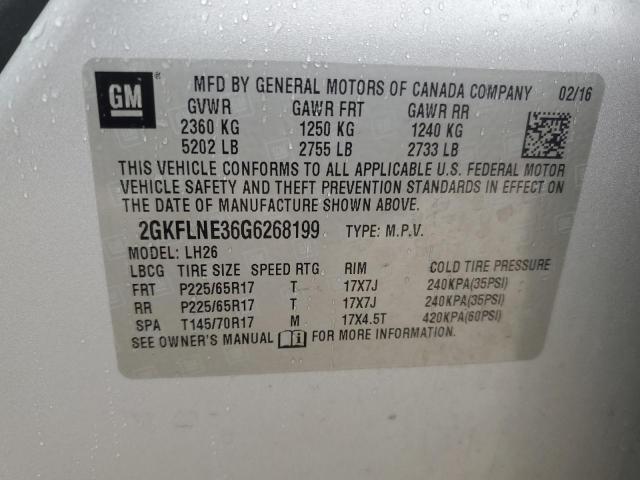 GM ® MFD BY GENERAL MOTORS OF CANADA COMPANY 02/16
GVWR GAWR FRT GAWR RR
2360 KG 1250 KG 1240 KG
5202 LB 2755 LB 2733 LB
THIS VEHICLE CONFORMS TO ALL APPLICABLE U.S. FEDERAL MOTOR
VEHICLE SAFETY AND THEFT PREVENTION STANDARDS IN EFFECT ON
THE DATE OF MANUFACTURE SHOWN ABOVE.
2GKFLNE36G6268199 TYPE: M.P.V.
MODEL: LH26
LBCG TIRE SIZE SPEED RTG RIM COLD TIRE PRESSURE
FRT P225/65R17 T 17X7J 240KPA(35PSI)
RR P225/65R17 T 17X7J 240KPA(35PSI)
SPA T145/70R17 M 17X4.5T 420KPA(60PSI)
SEE OWNER'S MANUAL FOR MORE INFORMATION.